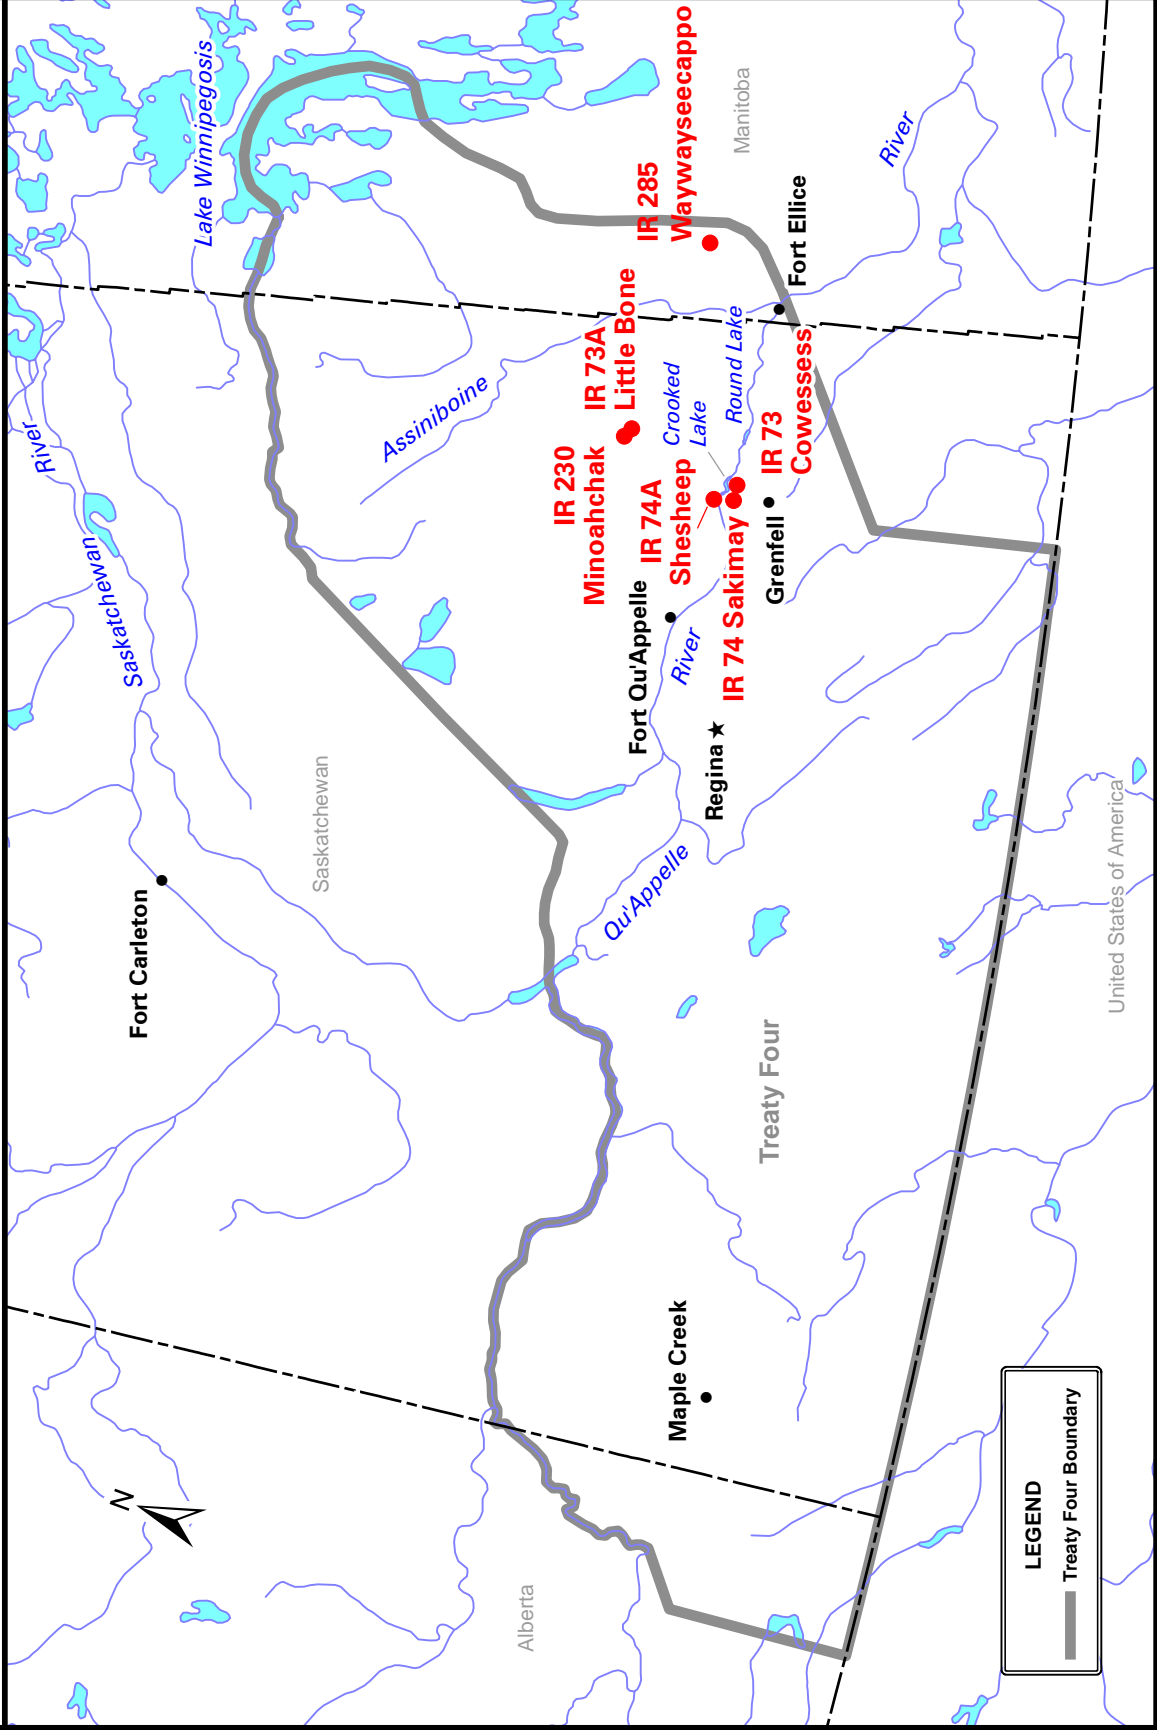 Lake Winnipegosis
River
Saskatchewan
Fort Carleton
N
Saskatchewan
Assiniboine
IR 285
Waywayseecappo
Manitoba
River
Fort Ellice
IR 73A
Little Bone
IR 230
Minoahchak
Crooked
Lake
Round Lake
IR 74A
Shesheep
IR 73
Cowessess
IR 74 Sakimay
Grenfell
Fort Qu'Appelle
River
Regina
Qu'Appelle
Treaty Four
Maple Creek
Alberta
United States of America
LEGEND
Treaty Four Boundary